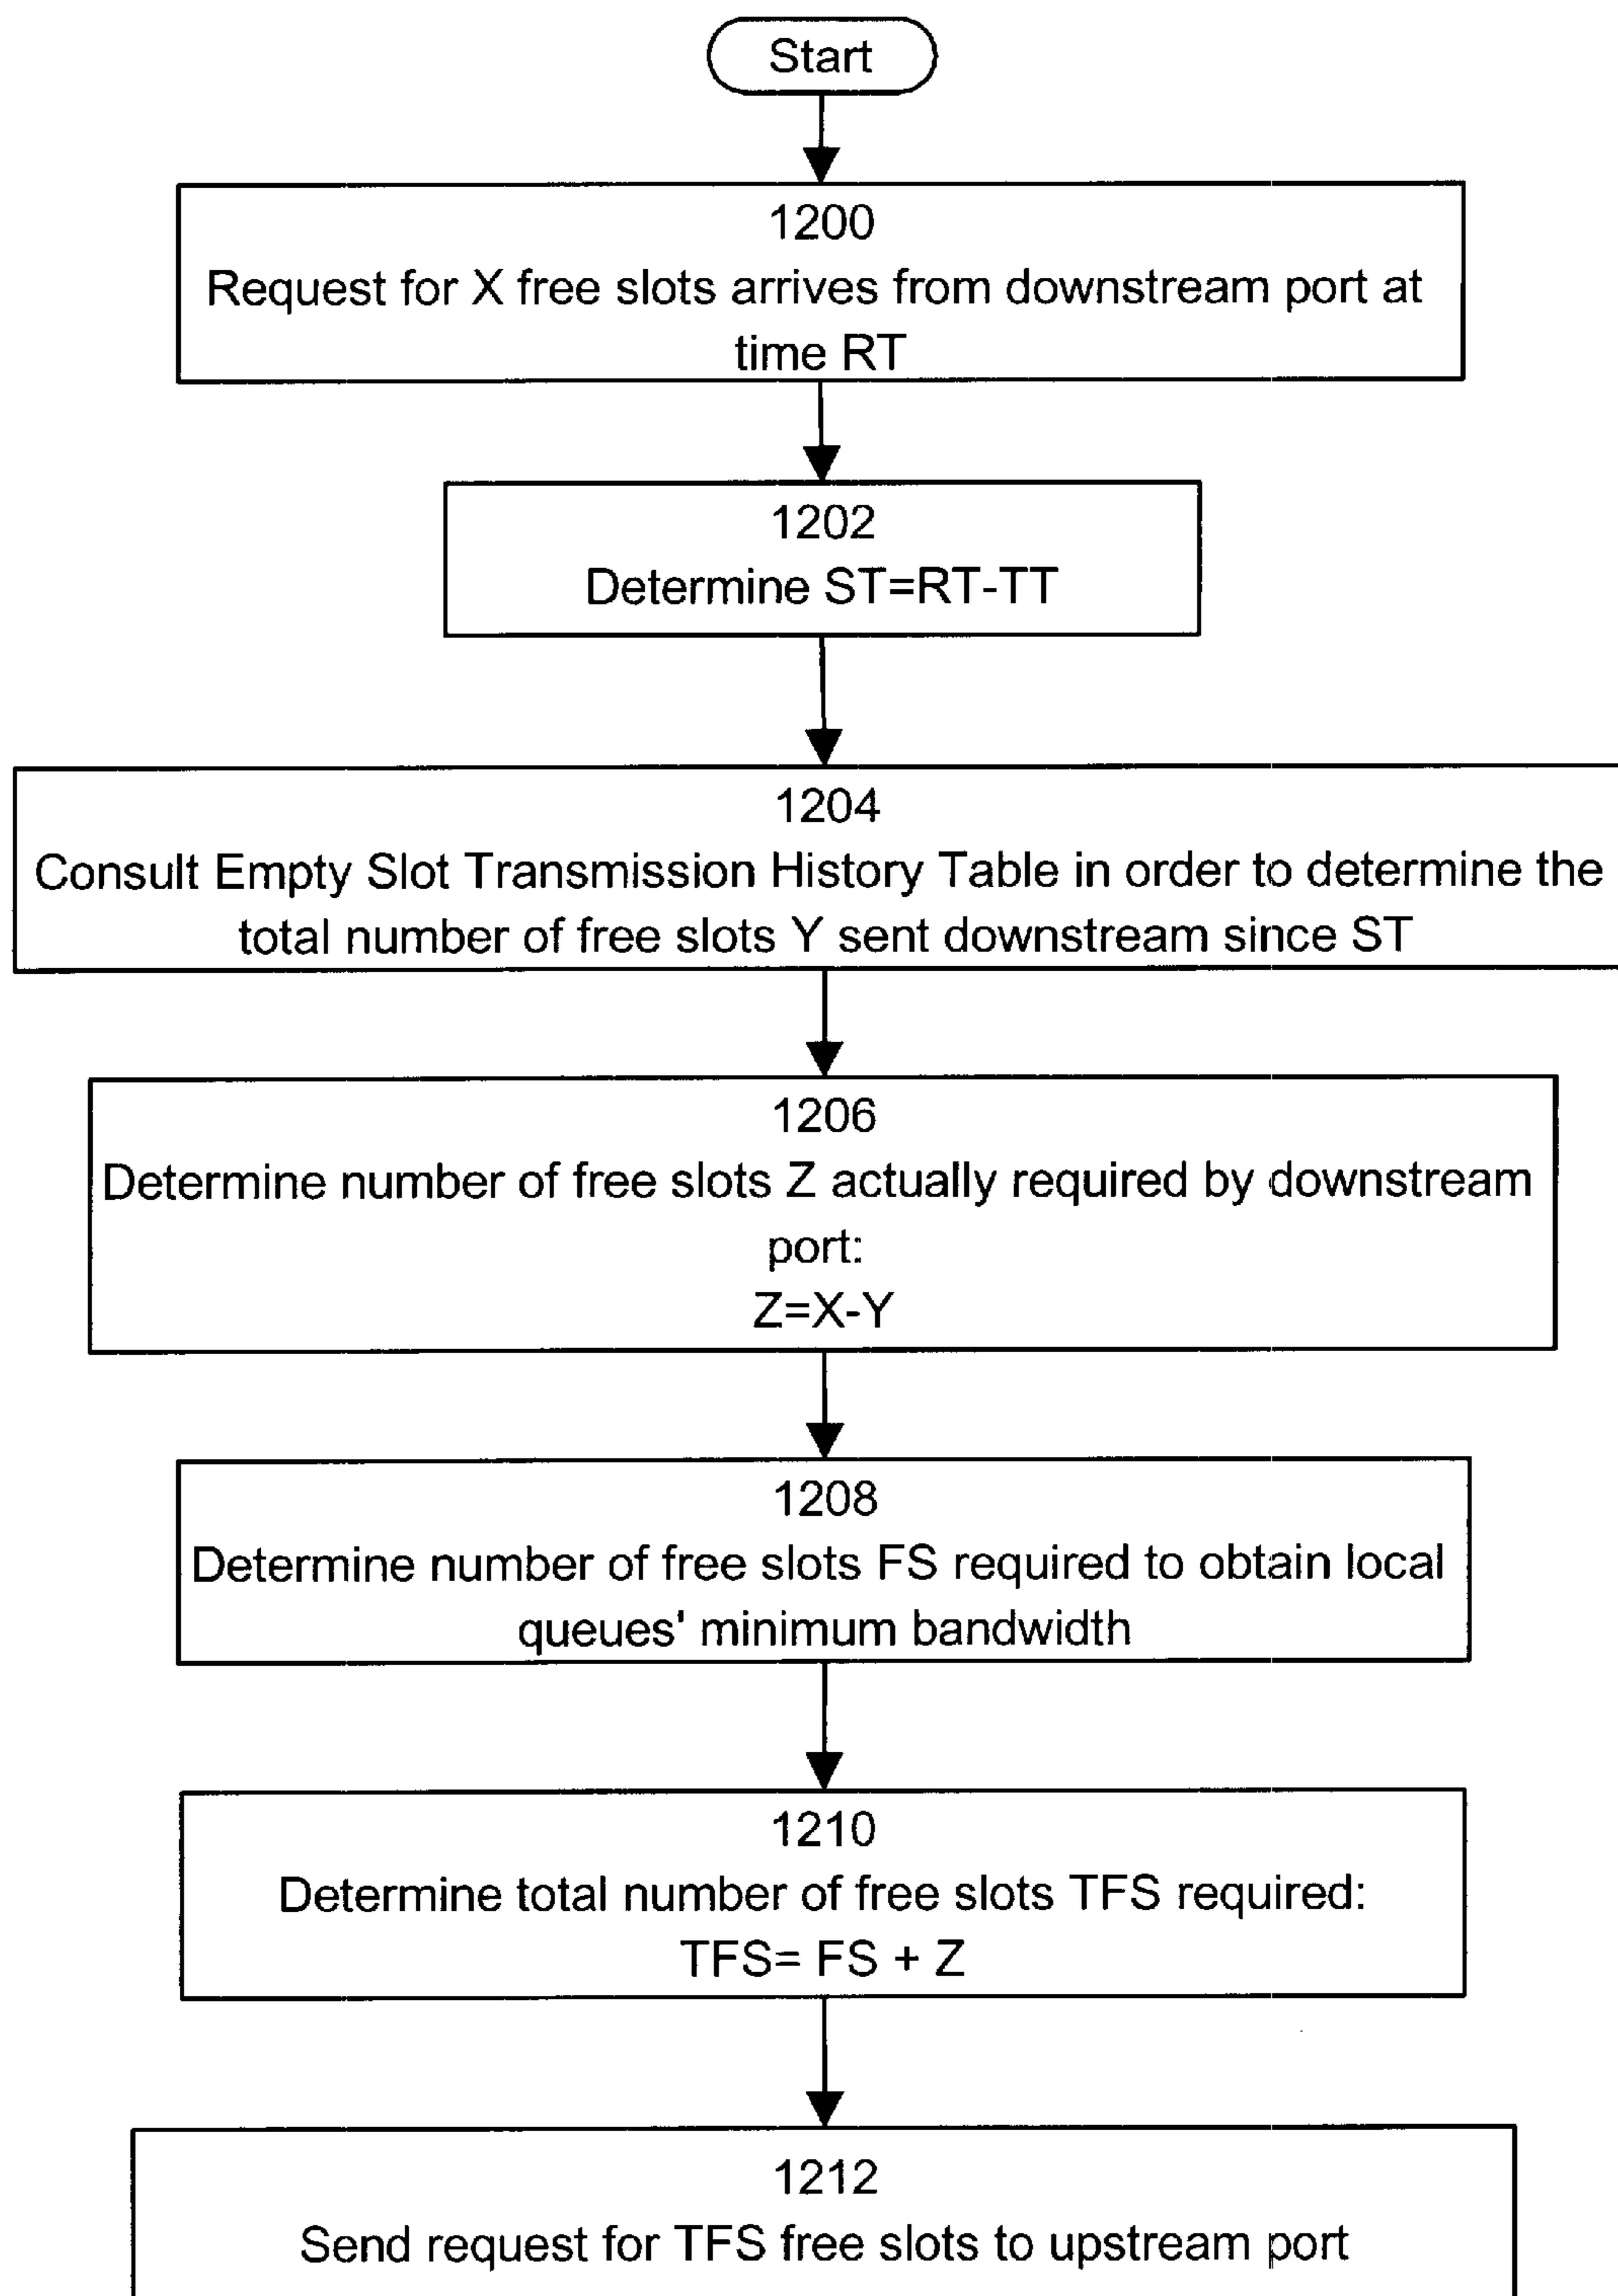 Start
1200
Request for X free slots arrives from downstream port at
time RT
1202
Determine ST=RT-TT
1204
Consult Empty Slot Transmission History Table in order to determine the
total number of free slots Y sent downstream since ST
1206
Determine number of free slots Z actually required by downstream
port:
Z=X-Y
1208
Determine number of free slots FS required to obtain local
queues' minimum bandwidth
1210
Determine total number of free slots TFS required:
TFS= FS + Z
1212
Send request for TFS free slots to upstream port